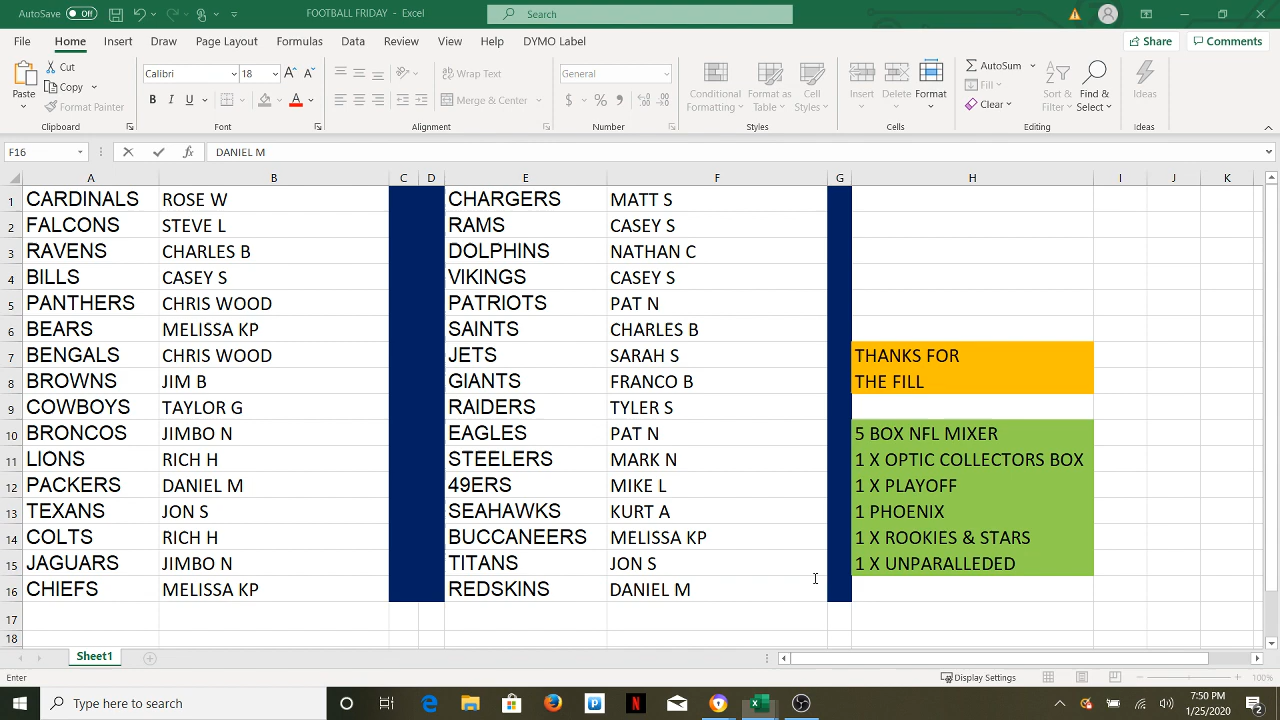 AutoSave Off FOOTBALL FRIDAY - Excel Search
File Home Insert Draw Page Layout Formulas Data Review View Help DYMO Label Share Comments
Paste Cut Copy Format Painter Clipboard
Calibri 18 A A B I U A Font
Wrap Text Merge & Center Alignment
General $ % , Number
Conditional Formatting Format as Table Cell Styles Styles
Insert Delete Format Cells
AutoSum Fill Clear Sort & Filter Find & Select Editing
Ideas Ideas
F16 fx DANIEL M
A B C D E F G H I J K
1 CARDINALS ROSE W CHARGERS MATT S
2 FALCONS STEVE L RAMS CASEY S
3 RAVENS CHARLES B DOLPHINS NATHAN C
4 BILLS CASEY S VIKINGS CASEY S
5 PANTHERS CHRIS WOOD PATRIOTS PAT N
6 BEARS MELISSA KP SAINTS CHARLES B
7 BENGALS CHRIS WOOD JETS SARAH S THANKS FOR
8 BROWNS JIM B GIANTS FRANCO B THE FILL
9 COWBOYS TAYLOR G RAIDERS TYLER S
10 BRONCOS JIMBO N EAGLES PAT N 5 BOX NFL MIXER
11 LIONS RICH H STEELERS MARK N 1 X OPTIC COLLECTORS BOX
12 PACKERS DANIEL M 49ERS MIKE L 1 X PLAYOFF
13 TEXANS JON S SEAHAWKS KURT A 1 PHOENIX
14 COLTS RICH H BUCCANEERS MELISSA KP 1 X ROOKIES & STARS
15 JAGUARS JIMBO N TITANS JON S 1 X UNPARALLEDED
16 CHIEFS MELISSA KP REDSKINS DANIEL M
17
18
Sheet1
Enter Display Settings 100%
Type here to search 7:50 PM
1/25/2020 2